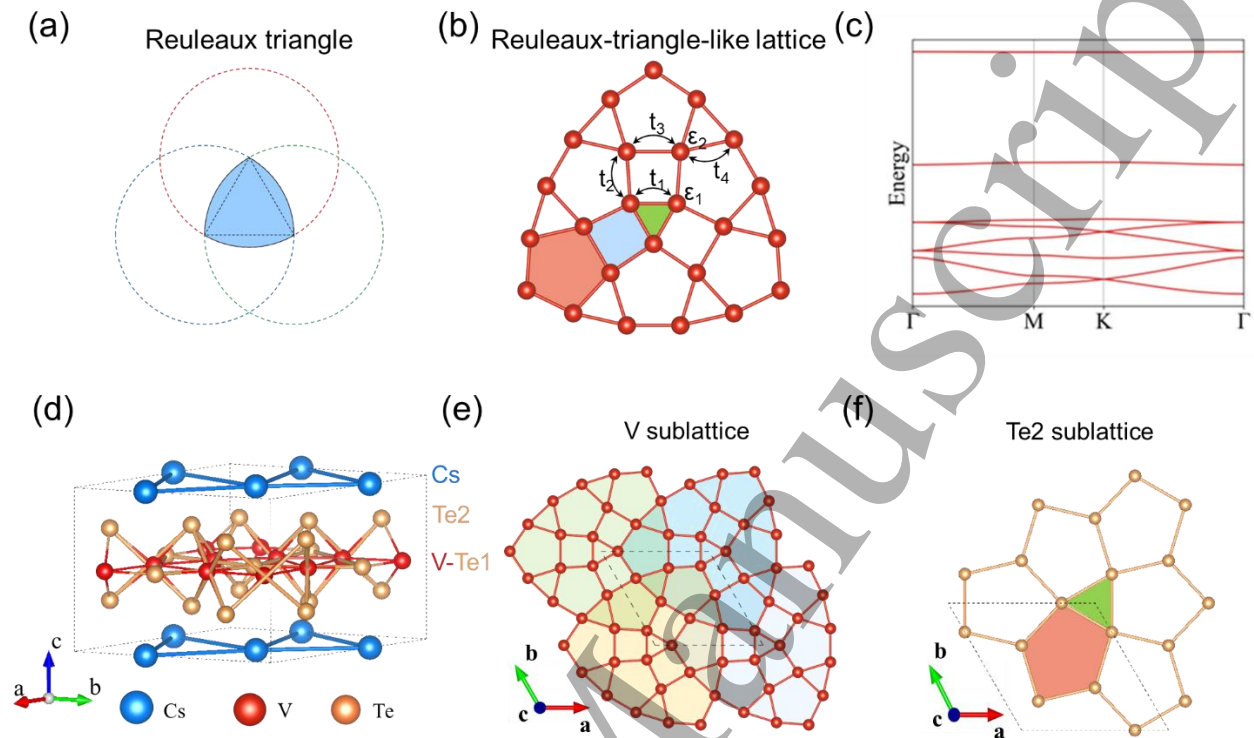 (a)
Reuleaux triangle
(b)
Reuleaux-triangle-like lattice
t₃
ε₂
t₂
t₄
t₁
ε₁
(c)
Energy
Γ M K Γ
(d)
Cs
Te2
V-Te1
c
a b
Cs V Te
(e)
V sublattice
b
c a
(f)
Te2 sublattice
b
c a
Manuscrip